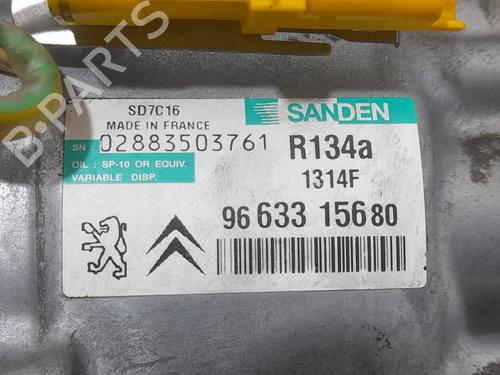 SD7C16
MADE IN FRANCE
SANDEN
SN : 02883503761
OIL : SP-10 OR EQUIV.
VARIABLE DISP.
R134a
1314F
96 633 156 80
B-PARTS